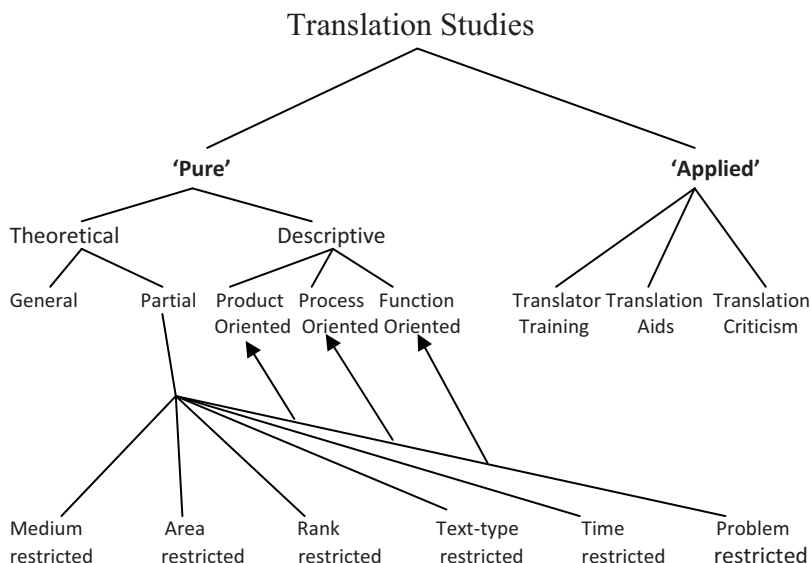 Translation Studies
‘Pure’ ‘Applied’
Theoretical Descriptive
General Partial Product Process Function Translator Translation Translation
Oriented Oriented Oriented Training Aids Criticism
Medium Area Rank Text-type Time Problem
restricted restricted restricted restricted restricted restricted